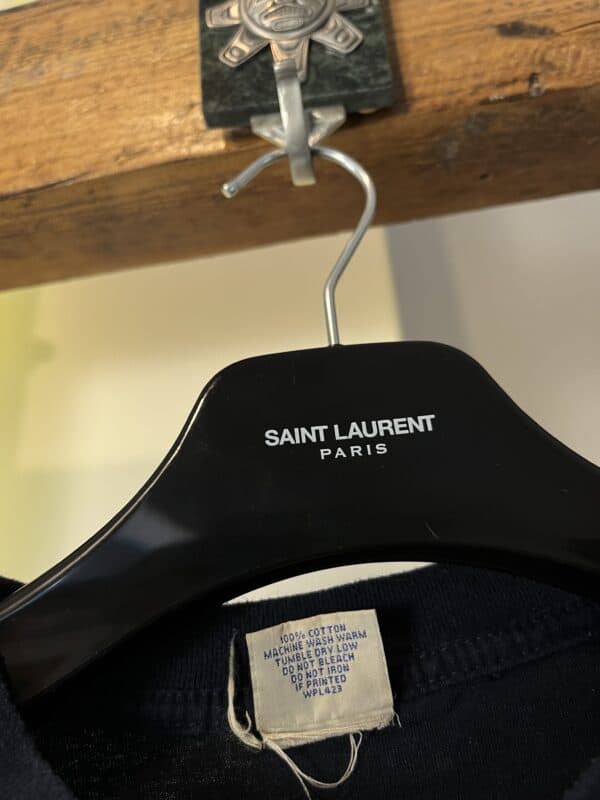 SAINT LAURENT
PARIS
100% COTTON
MACHINE WASH WARM
TUMBLE DRY LOW
DO NOT BLEACH
DO NOT IRON
IF PRINTED
WPL423